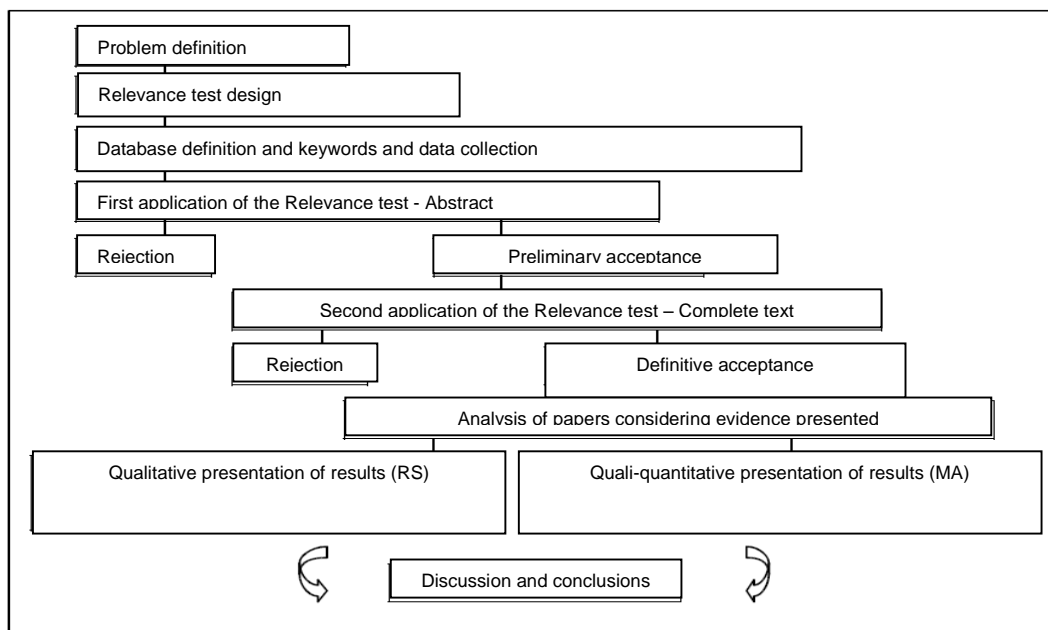 Problem definition
Relevance test design
Database definition and keywords and data collection
First application of the Relevance test - Abstract
Rejection
Preliminary acceptance
Second application of the Relevance test – Complete text
Rejection
Definitive acceptance
Analysis of papers considering evidence presented
Qualitative presentation of results (RS)
Quali-quantitative presentation of results (MA)
Discussion and conclusions